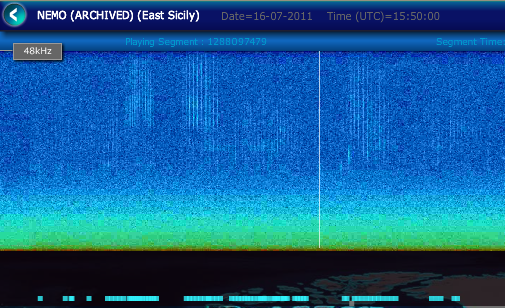 NEMO (ARCHIVED) (East Sicily) Date=16-07-2011 Time (UTC)=15:50:00
Playing Segment : 1288097479 Segment Time
48kHz